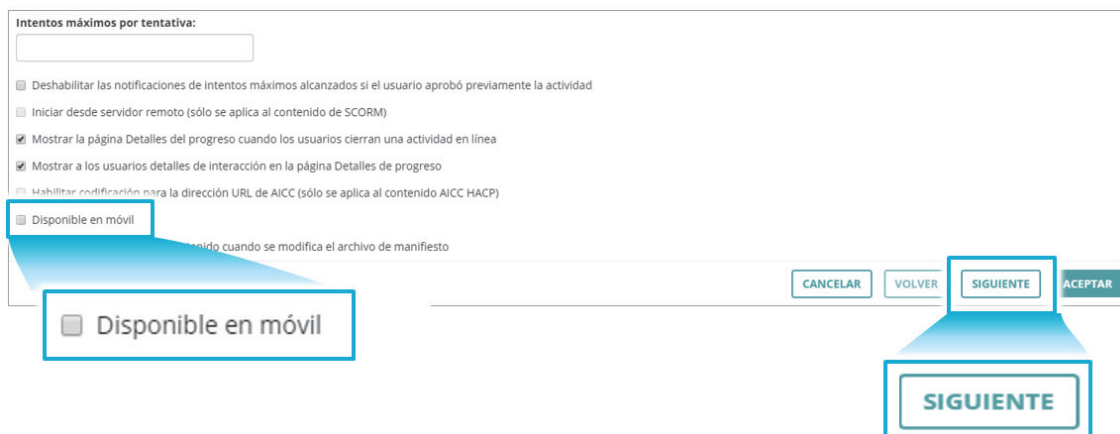 Intentos máximos por tentativa:
Deshabilitar las notificaciones de intentos máximos alcanzados si el usuario aprobó previamente la actividad
Iniciar desde servidor remoto (sólo se aplica al contenido de SCORM)
Mostrar la página Detalles del progreso cuando los usuarios cierran una actividad en línea
Mostrar a los usuarios detalles de interacción en la página Detalles de progreso
Habilitar codificación para la dirección URL de AICC (sólo se aplica al contenido AICC HACP)
Disponible en móvil
cuando se modifica el archivo de manifiesto
CANCELAR VOLVER SIGUIENTE ACEPTAR
Disponible en móvil
SIGUIENTE